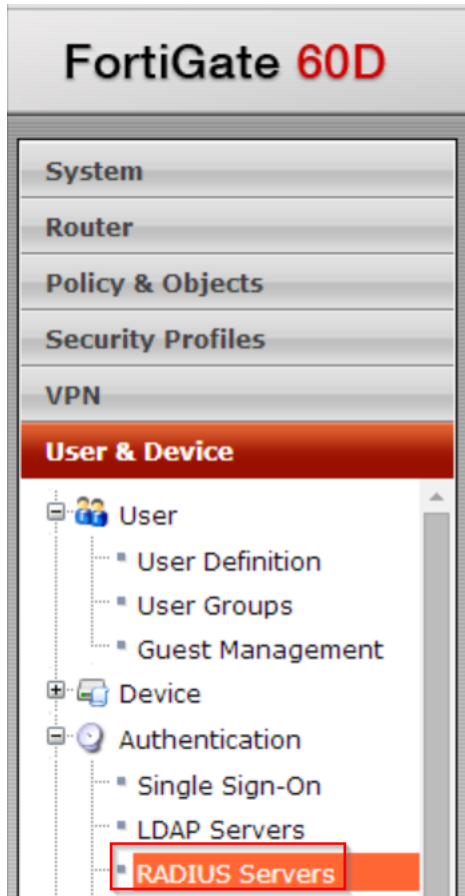 FortiGate 60D
System
Router
Policy & Objects
Security Profiles
VPN
User & Device
User
User Definition
User Groups
Guest Management
Device
Authentication
Single Sign-On
LDAP Servers
RADIUS Servers